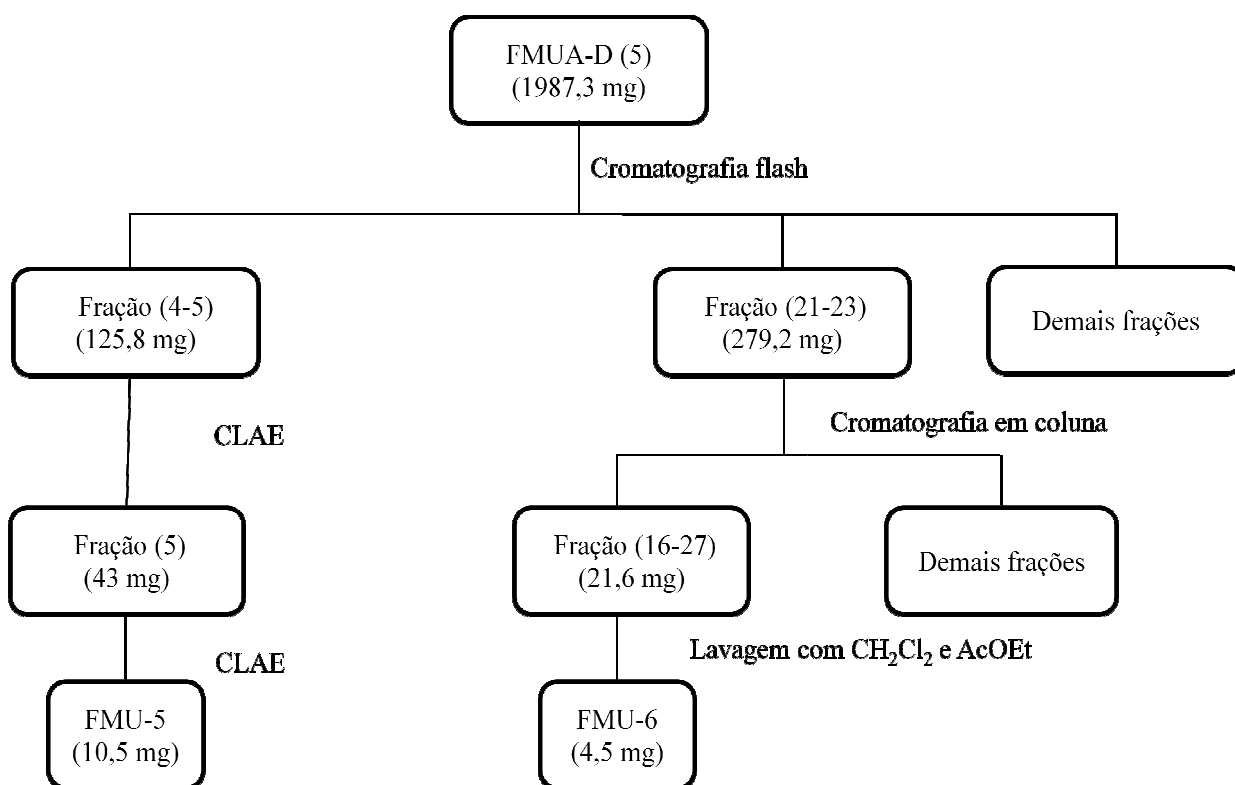 FMUA-D (5)
(1987,3 mg)
Cromatografia flash
Fração (4-5)
(125,8 mg)
Fração (21-23)
(279,2 mg)
Demais frações
CLAE
Cromatografia em coluna
Fração (5)
(43 mg)
Fração (16-27)
(21,6 mg)
Demais frações
CLAE
Lavagem com CH₂Cl₂ e AcOEt
FMU-5
(10,5 mg)
FMU-6
(4,5 mg)